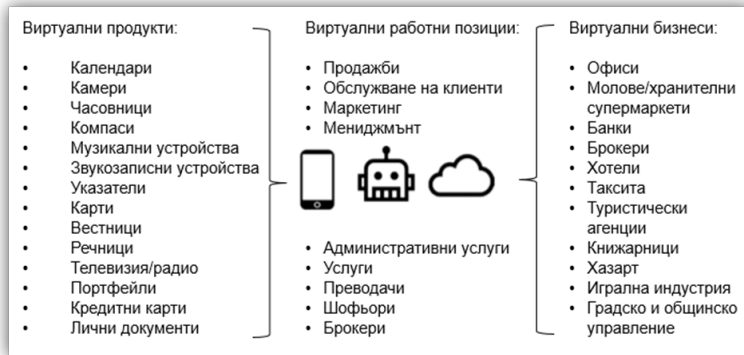 Виртуални продукти:
• Календари
• Камери
• Часовници
• Компаси
• Музикални устройства
• Звукозаписни устройства
• Указатели
• Карти
• Вестници
• Речници
• Телевизия/радио
• Портфейли
• Кредитни карти
• Лични документи
Виртуални работни позиции:
• Продажби
• Обслужване на клиенти
• Маркетинг
• Мениджмънт
• Административни услуги
• Услуги
• Преводачи
• Шофьори
• Брокери
Виртуални бизнеси:
• Офиси
• Молове/хранителни
супермаркети
• Банки
• Брокери
• Хотели
• Таксита
• Туристически
агенции
• Книжарници
• Хазарт
• Игрална индустрия
• Градско и общинско
управление